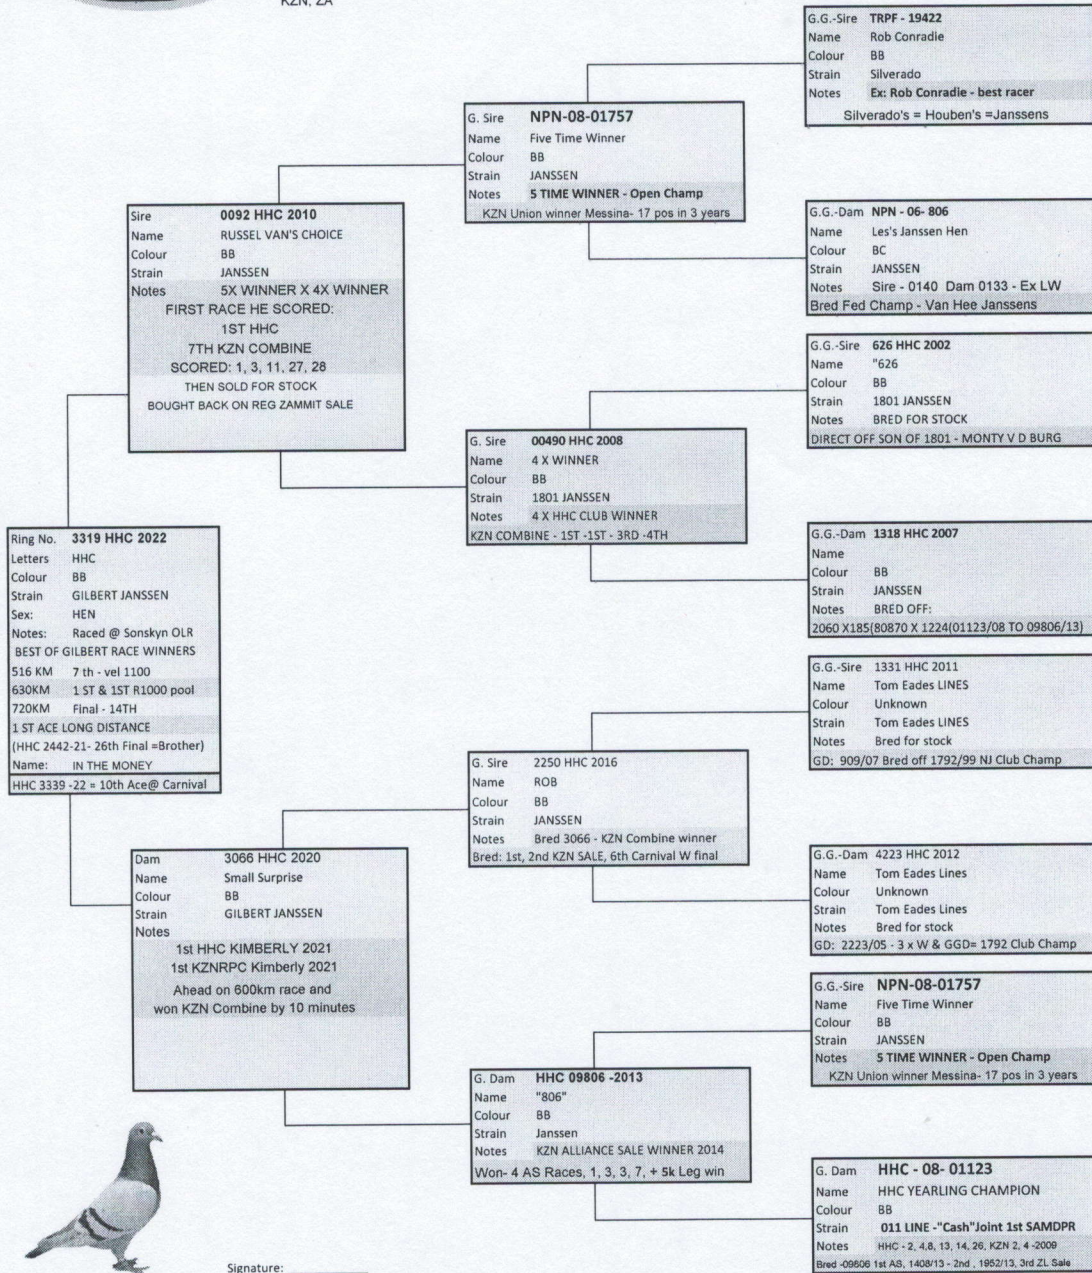 KZN, ZA
G.G.-Sire TRPF - 19422
Name Rob Conradie
Colour BB
Strain Silverado
Notes Ex: Rob Conradie - best racer
Silverado's = Houben's =Janssens
G. Sire NPN-08-01757
Name Five Time Winner
Colour BB
Strain JANSSEN
Notes 5 TIME WINNER - Open Champ
KZN Union winner Messina- 17 pos in 3 years
G.G.-Dam NPN - 06- 806
Name Les's Janssen Hen
Colour BC
Strain JANSSEN
Notes Sire - 0140 Dam 0133 - Ex LW
Bred Fed Champ - Van Hee Janssens
Sire 0092 HHC 2010
Name RUSSEL VAN'S CHOICE
Colour BB
Strain JANSSEN
Notes 5X WINNER X 4X WINNER
FIRST RACE HE SCORED:
1ST HHC
7TH KZN COMBINE
SCORED: 1, 3, 11, 27, 28
THEN SOLD FOR STOCK
BOUGHT BACK ON REG ZAMMIT SALE
G.G.-Sire 626 HHC 2002
Name "626
Colour BB
Strain 1801 JANSSEN
Notes BRED FOR STOCK
DIRECT OFF SON OF 1801 - MONTY V D BURG
G. Sire 00490 HHC 2008
Name 4 X WINNER
Colour BB
Strain 1801 JANSSEN
Notes 4 X HHC CLUB WINNER
KZN COMBINE - 1ST -1ST - 3RD -4TH
G.G.-Dam 1318 HHC 2007
Name
Colour BB
Strain JANSSEN
Notes BRED OFF:
2060 X185(80870 X 1224(01123/08 TO 09806/13)
Ring No. 3319 HHC 2022
Letters HHC
Colour BB
Strain GILBERT JANSSEN
Sex: HEN
Notes: Raced @ Sonskyn OLR
BEST OF GILBERT RACE WINNERS
516 KM 7 th - vel 1100
630KM 1 ST & 1ST R1000 pool
720KM Final - 14TH
1 ST ACE LONG DISTANCE
(HHC 2442-21- 26th Final =Brother)
Name: IN THE MONEY
HHC 3339 -22 = 10th Ace@ Carnival
G.G.-Sire 1331 HHC 2011
Name Tom Eades LINES
Colour Unknown
Strain Tom Eades LINES
Notes Bred for stock
GD: 909/07 Bred off 1792/99 NJ Club Champ
G. Sire 2250 HHC 2016
Name ROB
Colour BB
Strain JANSSEN
Notes Bred 3066 - KZN Combine winner
Bred: 1st, 2nd KZN SALE, 6th Carnival W final
G.G.-Dam 4223 HHC 2012
Name Tom Eades Lines
Colour Unknown
Strain Tom Eades Lines
Notes Bred for stock
GD: 2223/05 - 3 x W & GGD= 1792 Club Champ
Dam 3066 HHC 2020
Name Small Surprise
Colour BB
Strain GILBERT JANSSEN
Notes
1st HHC KIMBERLY 2021
1st KZNRPC Kimberly 2021
Ahead on 600km race and
won KZN Combine by 10 minutes
G.G.-Sire NPN-08-01757
Name Five Time Winner
Colour BB
Strain JANSSEN
Notes 5 TIME WINNER - Open Champ
KZN Union winner Messina- 17 pos in 3 years
G. Dam HHC 09806 -2013
Name "806"
Colour BB
Strain Janssen
Notes KZN ALLIANCE SALE WINNER 2014
Won- 4 AS Races, 1, 3, 3, 7, + 5k Leg win
G. Dam HHC - 08- 01123
Name HHC YEARLING CHAMPION
Colour BB
Strain 011 LINE -"Cash"Joint 1st SAMDPR
Notes HHC - 2, 4,8, 13, 14, 26, KZN 2, 4 -2009
Bred -09806 1st AS, 1408/13 - 2nd , 1952/13, 3rd ZL Sale
Signature: